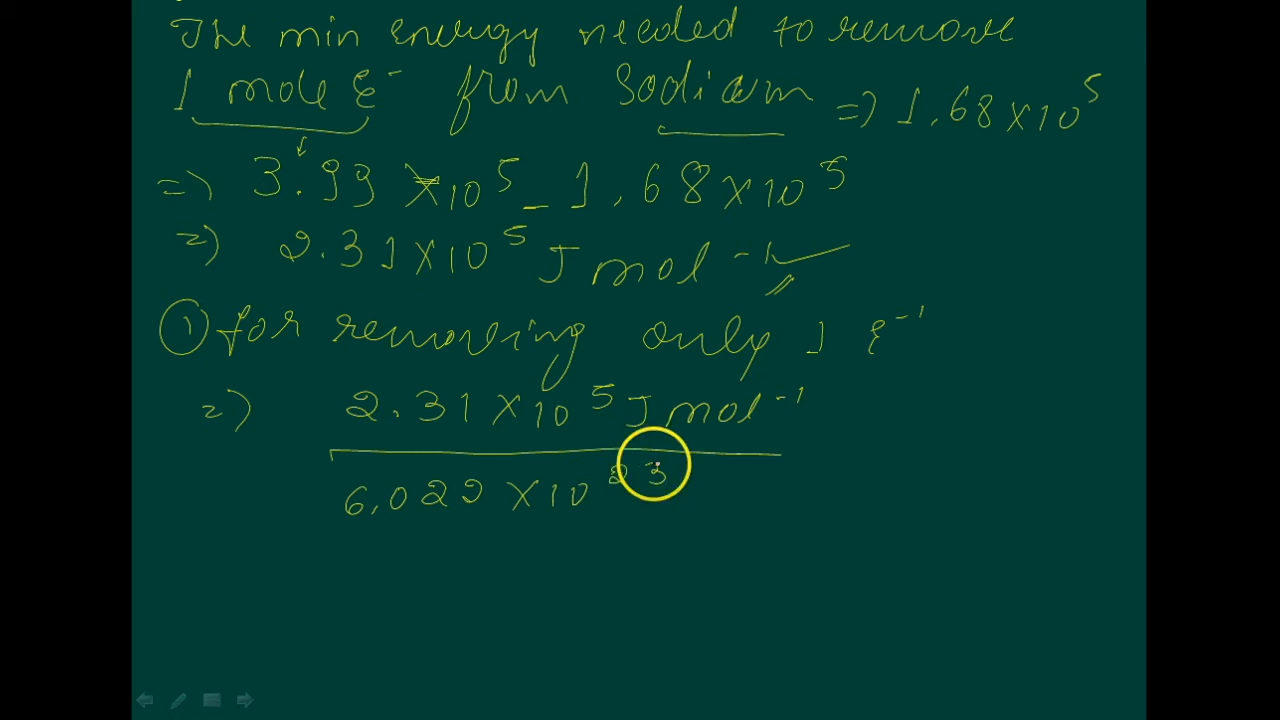 The min energy needed to remove
1 mole ε⁻ from Sodium => 1.68×10⁵
=> 3.99 ×10⁵ - 1.68×10⁵
=> 2.31×10⁵ J mol⁻¹
① for removing only 1 ε⁻¹
=> 2.31×10⁵ J mol⁻¹
6.022×10²³